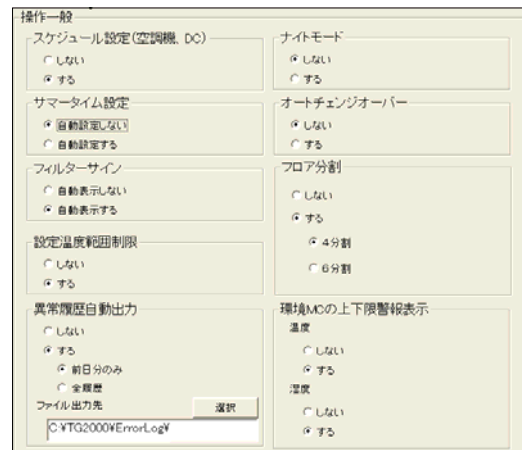 操作一般
スケジュール設定(空調機、DC)
しない
する
サマータイム設定
自動設定しない
自動設定する
フィルターサイン
自動表示しない
自動表示する
設定温度範囲制限
しない
する
異常履歴自動出力
しない
する
前日分のみ
全履歴
ファイル出力先
選択
C:¥TG2000¥ErrorLog¥
ナイトモード
しない
する
オートチェンジオーバー
しない
する
フロア分割
しない
する
4分割
6分割
環境MCの上下限警報表示
温度
しない
する
湿度
しない
する